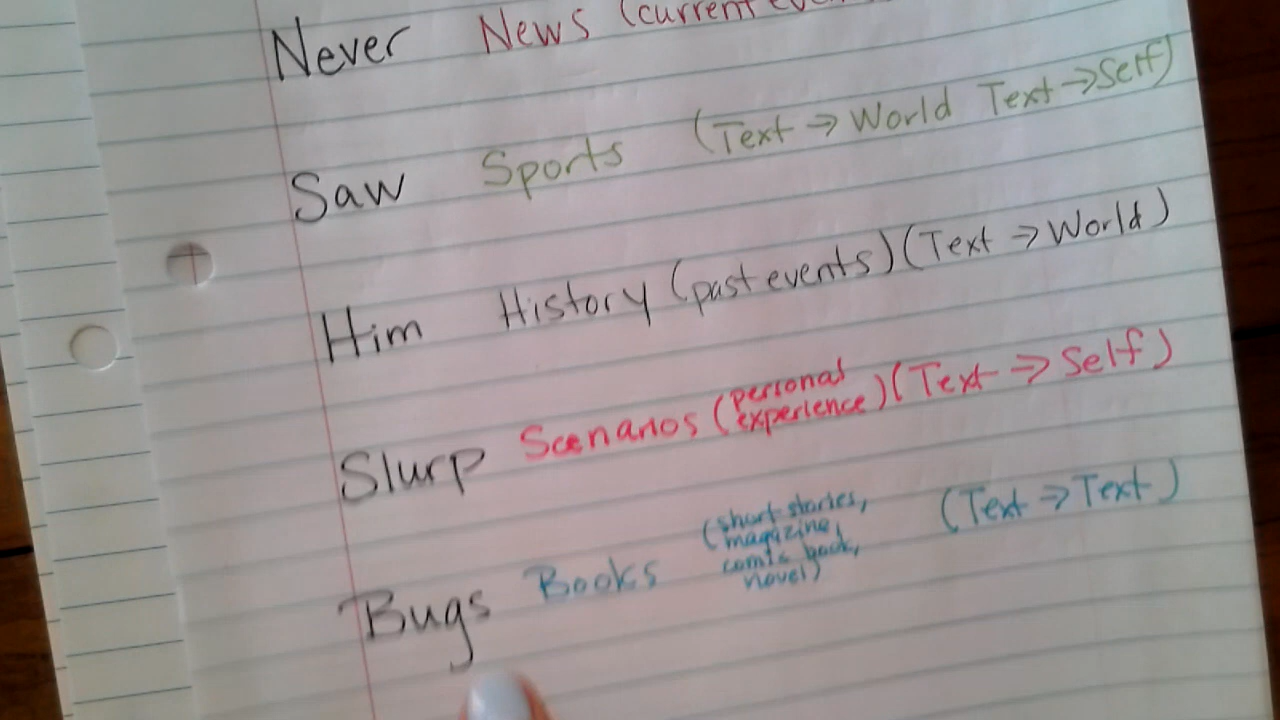 Never News (current
Saw Sports (Text → World Text → Self)
Him History (past events) (Text → World)
Slurp Scenarios (personal experience) (Text → Self)
Bugs Books (short stories, magazine, comic book, novel) (Text → Text)